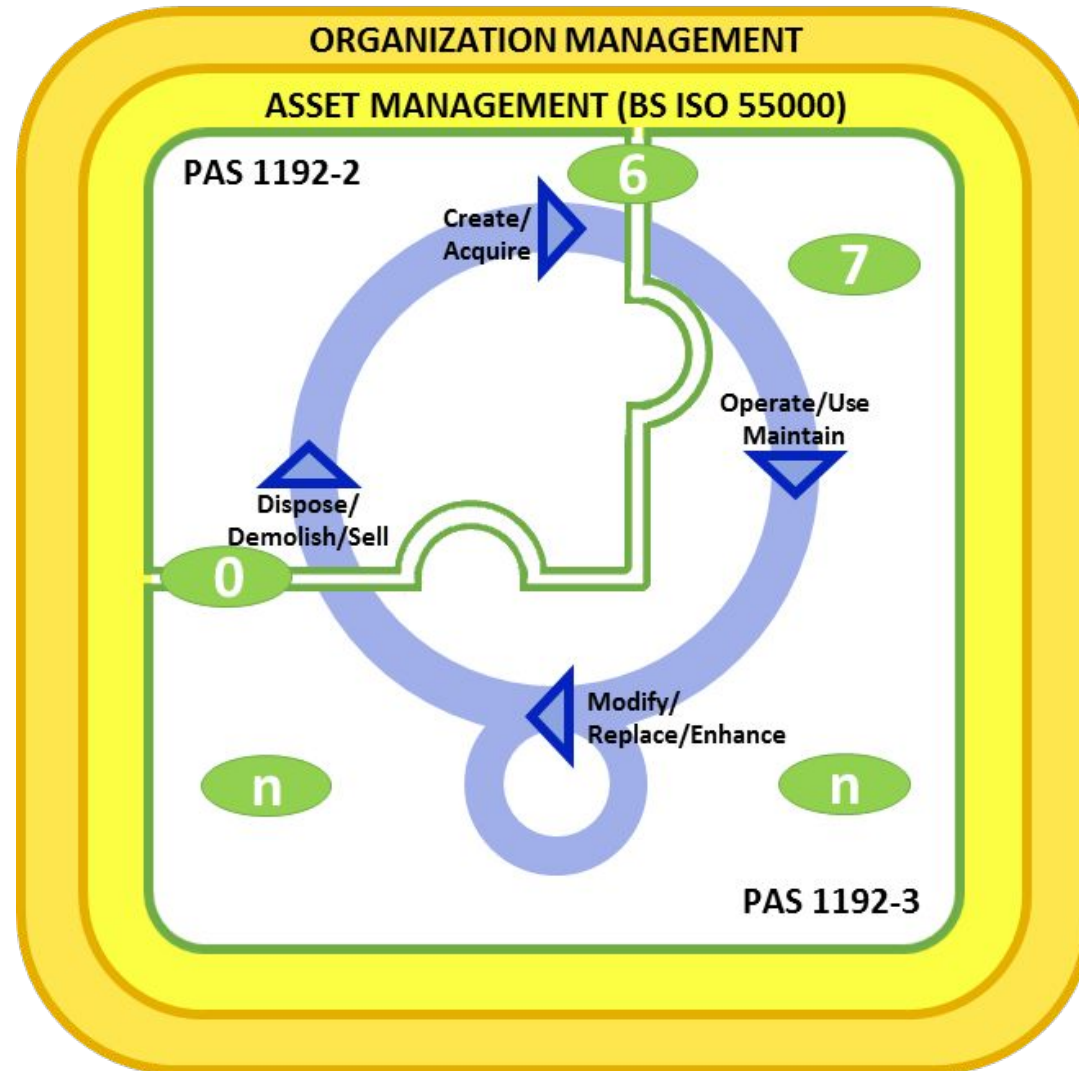 ORGANIZATION MANAGEMENT
ASSET MANAGEMENT (BS ISO 55000)
PAS 1192-2
6
Create/
Acquire
7
Operate/Use
Maintain
Dispose/
Demolish/Sell
0
Modify/
Replace/Enhance
n
n
PAS 1192-3